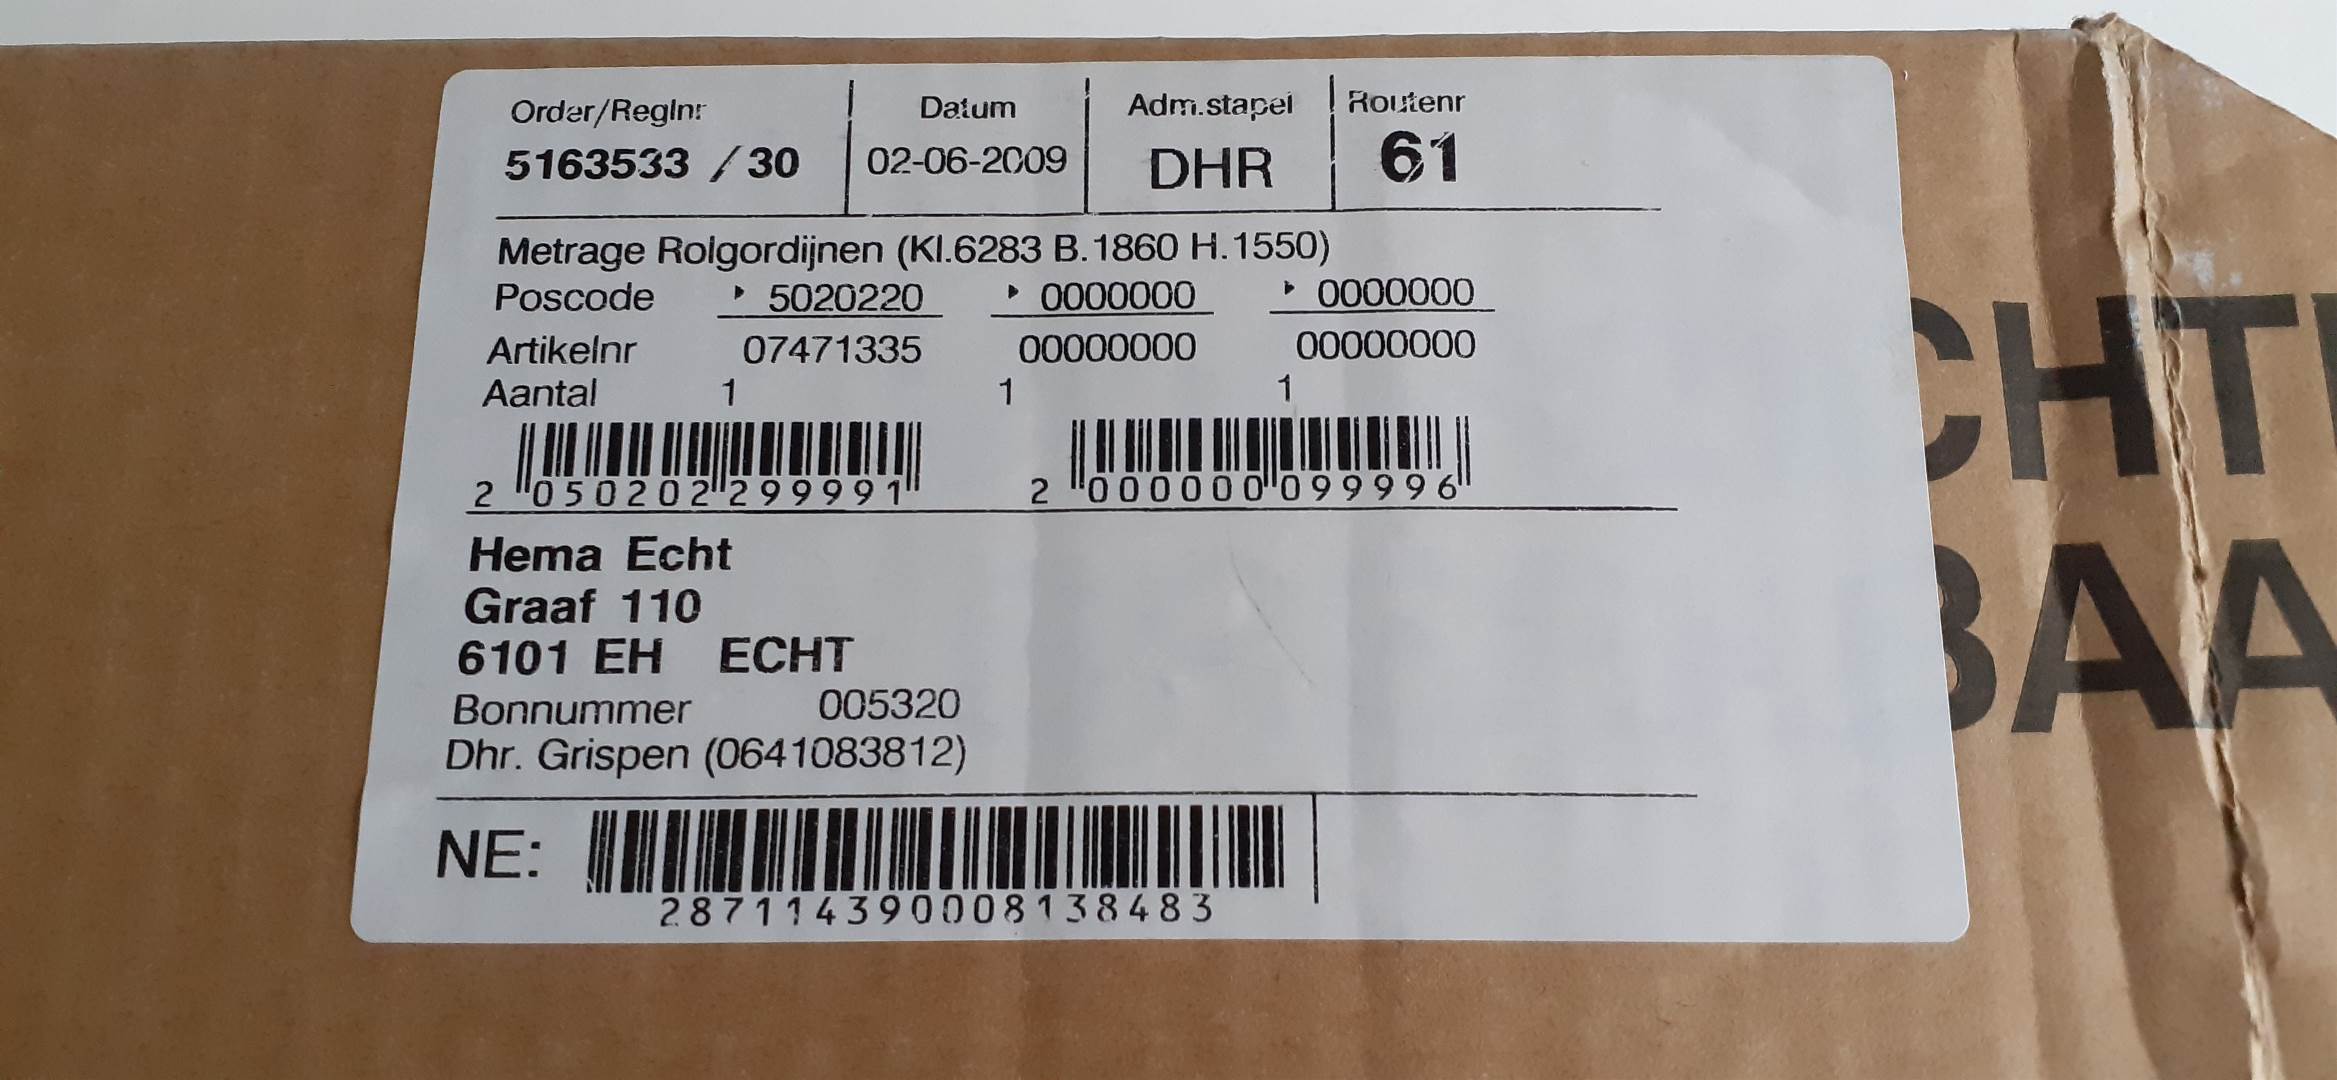 Order/Reglnr Datum Adm.stapel Routenr
5163533 / 30 02-06-2009 DHR 61
Metrage Rolgordijnen (Kl.6283 B.1860 H.1550)
Poscode 5020220 0000000 0000000
Artikelnr 07471335 00000000 00000000
Aantal 1 1 1
2 050202 299991 2 000000 099996
Hema Echt
Graaf 110
6101 EH ECHT
Bonnummer 005320
Dhr. Grispen (0641083812)
NE:
287114390008138483